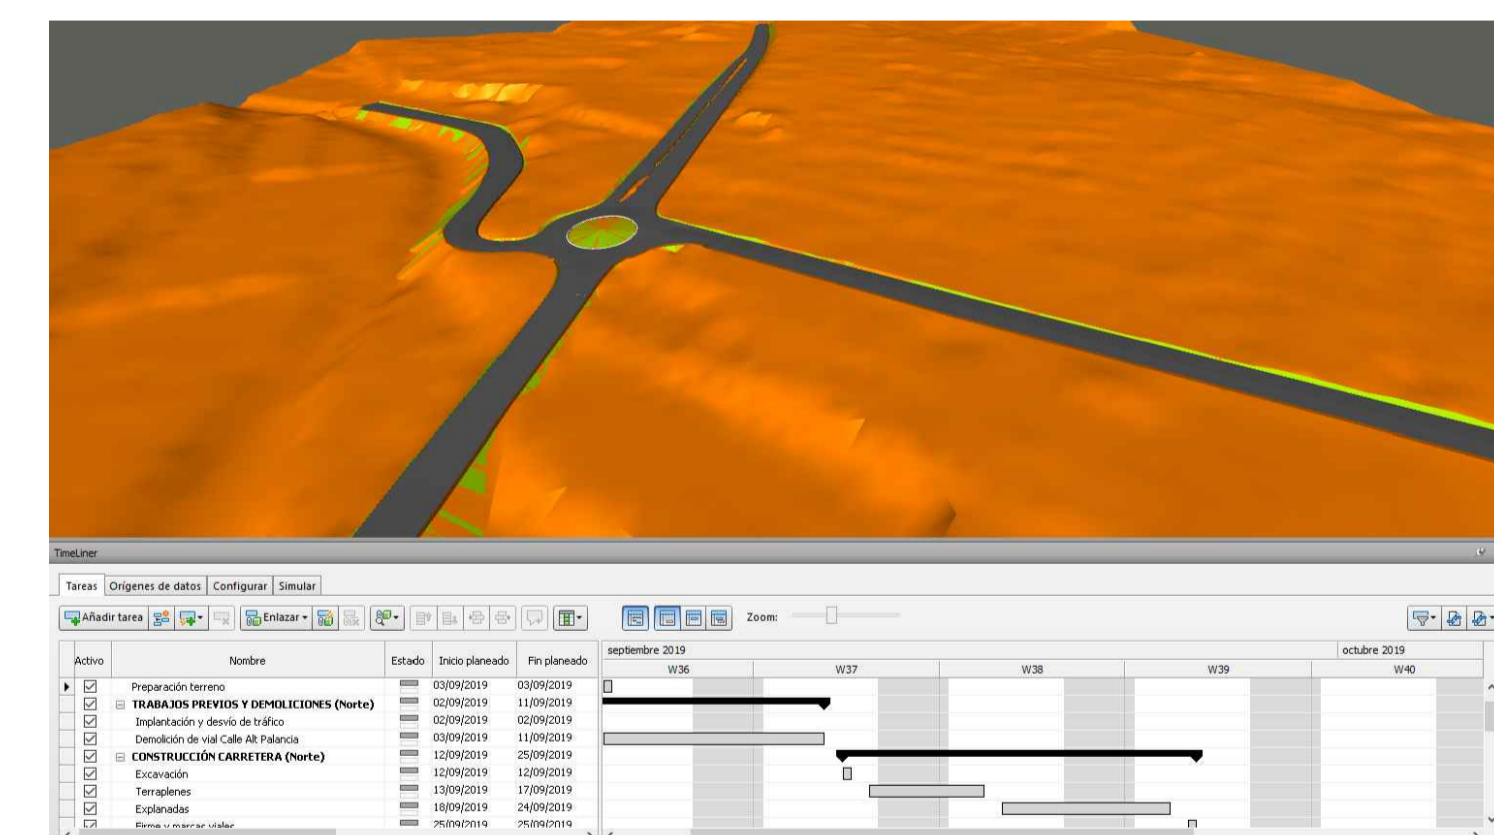 TimeLiner
Tareas Orígenes de datos Configurar Simular
Añadir tarea Enlazar Zoom:
Activo Nombre Estado Inicio planeado Fin planeado septiembre 2019 octubre 2019
W36 W37 W38 W39 W40
Preparación terreno 03/09/2019 03/09/2019
TRABAJOS PREVIOS Y DEMOLICIONES (Norte) 02/09/2019 11/09/2019
Implantación y desvío de tráfico 02/09/2019 02/09/2019
Demolición de vial Calle Alt Palancia 03/09/2019 11/09/2019
CONSTRUCCIÓN CARRETERA (Norte) 12/09/2019 25/09/2019
Excavación 12/09/2019 12/09/2019
Terraplenes 13/09/2019 17/09/2019
Explanadas 18/09/2019 24/09/2019
Firme y marcas viales 25/09/2019 25/09/2019